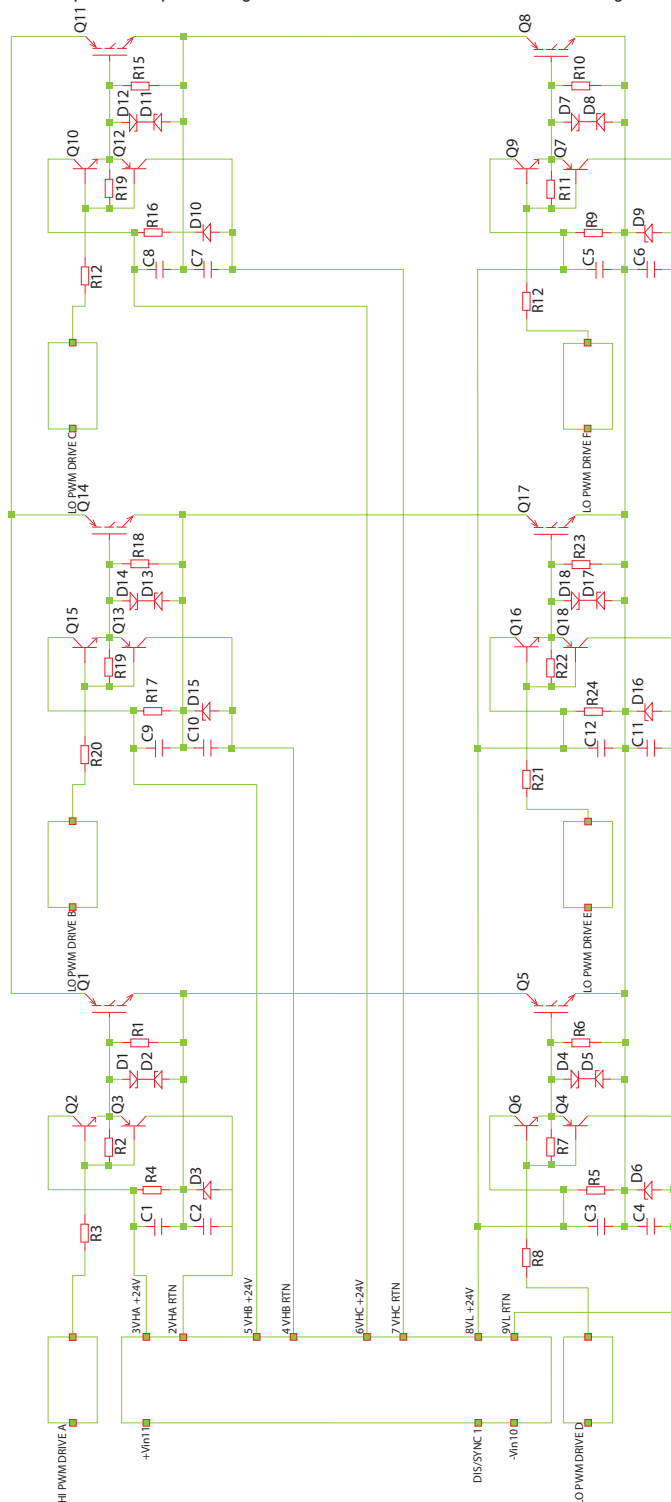 HI PWM DRIVE A
R3
Q2
Q1
R2
Q3
D1
D2
R1
R4
C1
D3
C2
LO PWM DRIVE B
R20
Q15
Q14
R19
Q13
D14
D13
R18
R17
C9
D15
C10
LO PWM DRIVE C
R12
Q10
Q11
R19
Q12
D12
D11
R15
R16
C8
D10
C7
+Vin11
3VHA +24V
2VHA RTN
5 VHB +24V
4 VHB RTN
6VHC +24V
7 VHC RTN
DIS/SYNC 1
8VL +24V
-Vin10
9VL RTN
O PWM DRIVE D
R8
Q6
Q5
R7
Q4
D4
D5
R6
R5
C3
D6
C4
LO PWM DRIVE E
R21
Q16
Q17
R22
Q18
D18
D17
R23
R24
C12
D16
C11
LO PWM DRIVE F
R12
Q9
Q8
R11
Q7
D7
D8
R10
R9
C5
D9
C6